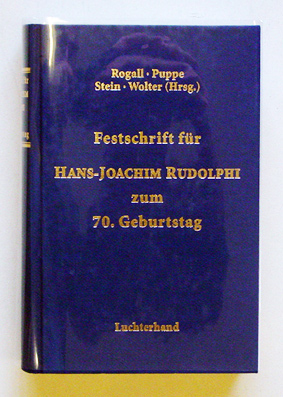 Rogall · Puppe
Stein · Wolter (Hrsg.)
Festschrift für
HANS-JOACHIM RUDOLPHI
zum
70. Geburtstag
Luchterhand